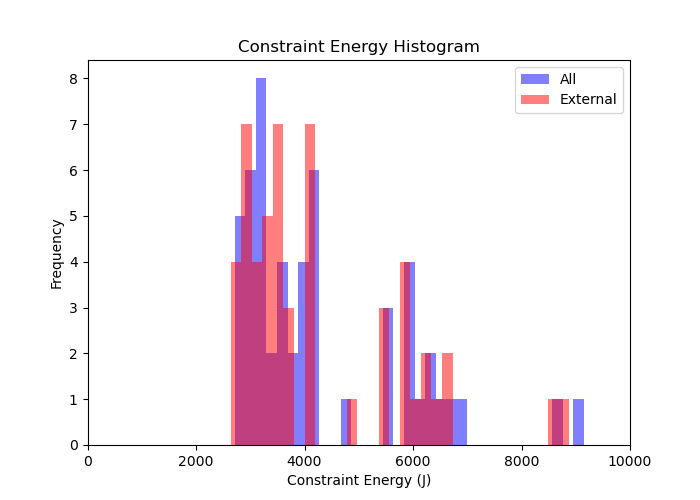 Constraint Energy Histogram
All
External
8
7
6
5
4
3
2
1
0
Frequency
0 2000 4000 6000 8000 10000
Constraint Energy (J)